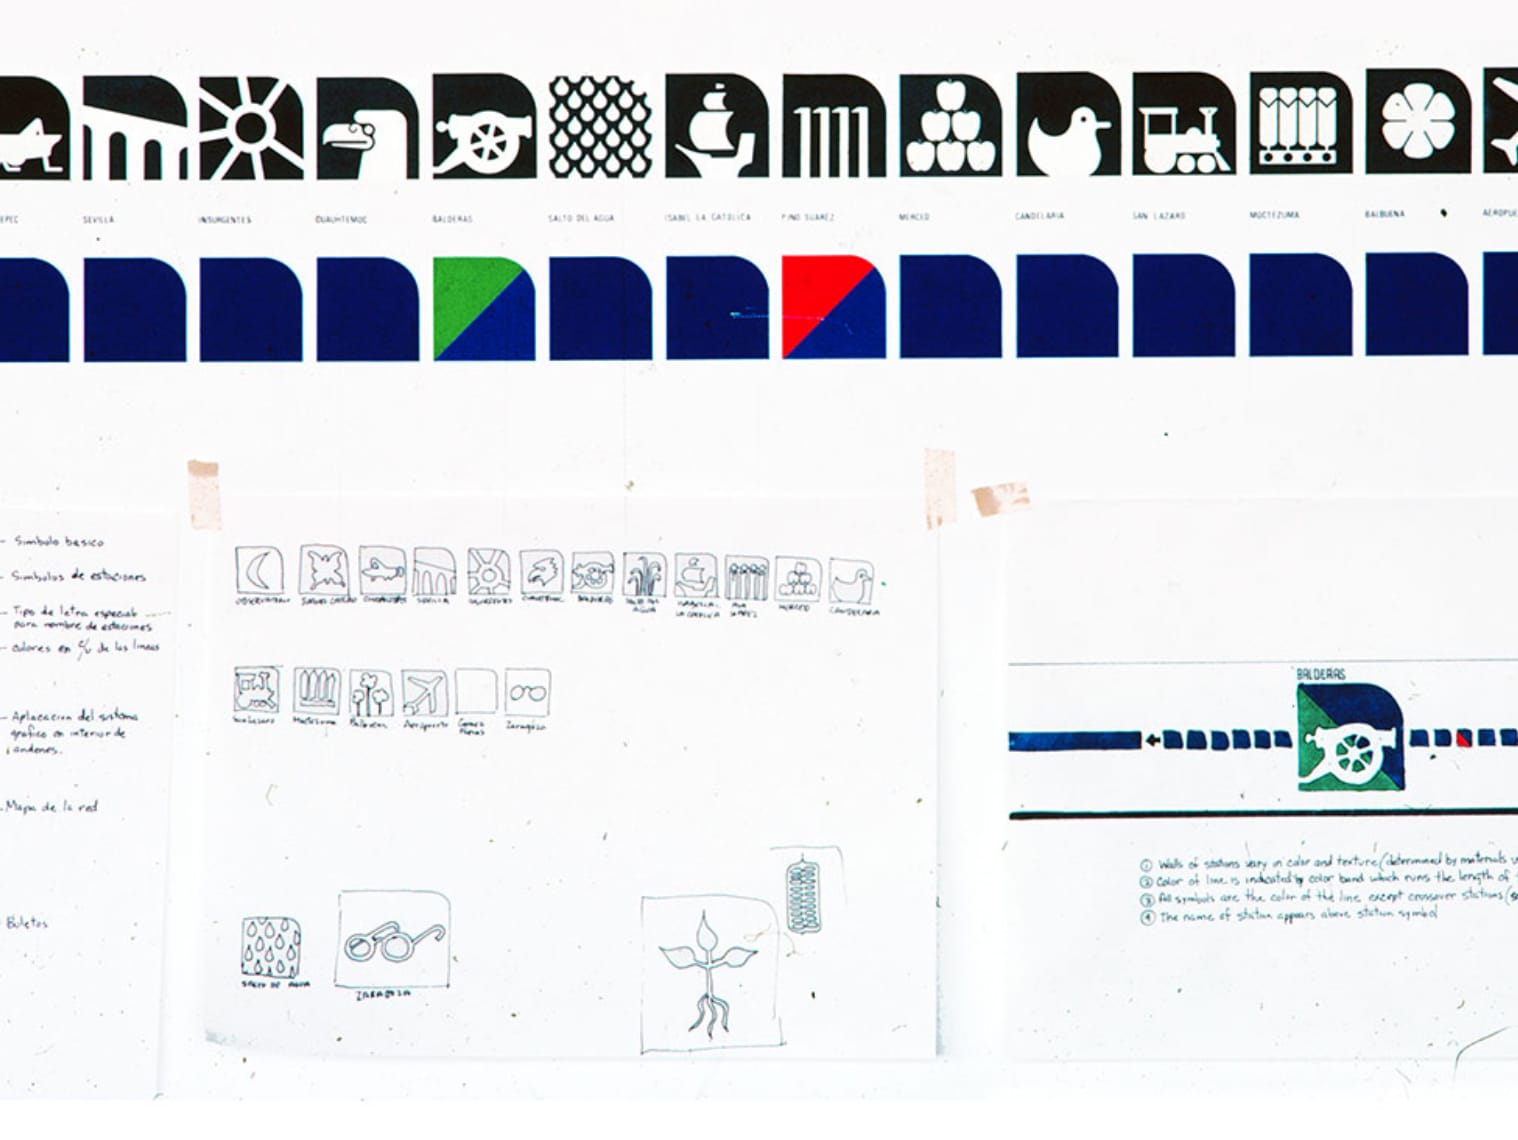 EPEC
SEVILLA
INSURGENTES
CUAUHTEMOC
BALDERAS
SALTO DEL AGUA
ISABEL LA CATOLICA
PINO SUAREZ
MERCED
CANDELARIA
SAN LAZARO
MOCTEZUMA
BALBUENA
AEROPUE
- Simbolo basico
- Simbolos de estaciones
- Tipo de letra especial
para nombre de estaciones
- colores en c/u de las lineas
- Aplicacion del sistema
grafico en interior de
andenes.
- Mapa de la red
Boletos
OBSERVATORIO
CHAPULTEPEC
SEVILLA
INSURGENTES
CUAUHTEMOC
BALDERAS
SALTO DEL
AGUA
ISABEL LA
CATOLICA
PINO
SUAREZ
MERCED
CANDELARIA
San Lazaro
Moctezuma
Balbuena
Aeropuerto
Gomez
Farias
Zaragoza
SALTO DE AGUA
ZARAGOZA
BALDERAS
① Walls of stations vary in color and texture (determined by materials
② Color of line is indicated by color band which runs the length of
③ All symbols are the color of the line except crossover stations
④ The name of station appears above station symbol